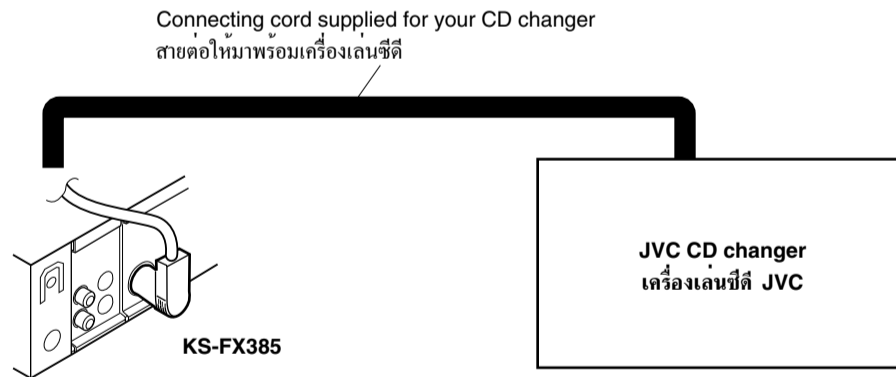 Connecting cord supplied for your CD changer
สายต่อให้มาพร้อมเครื่องเล่นซีดี
JVC CD changer
เครื่องเล่นซีดี JVC
KS-FX385